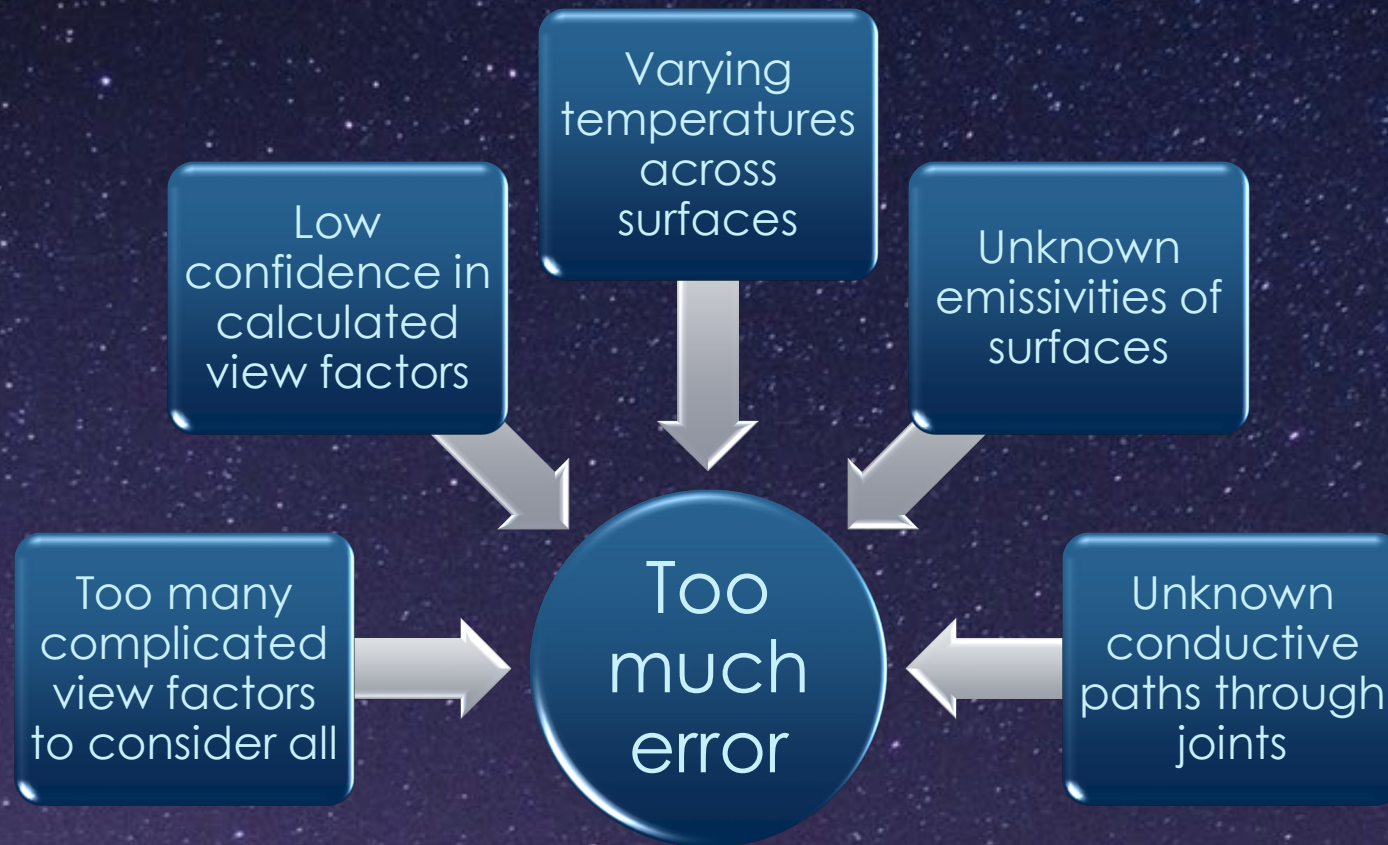 Too many
complicated
view factors
to consider all
Low
confidence in
calculated
view factors
Varying
temperatures
across
surfaces
Unknown
emissivities of
surfaces
Unknown
conductive
paths through
joints
Too
much
error